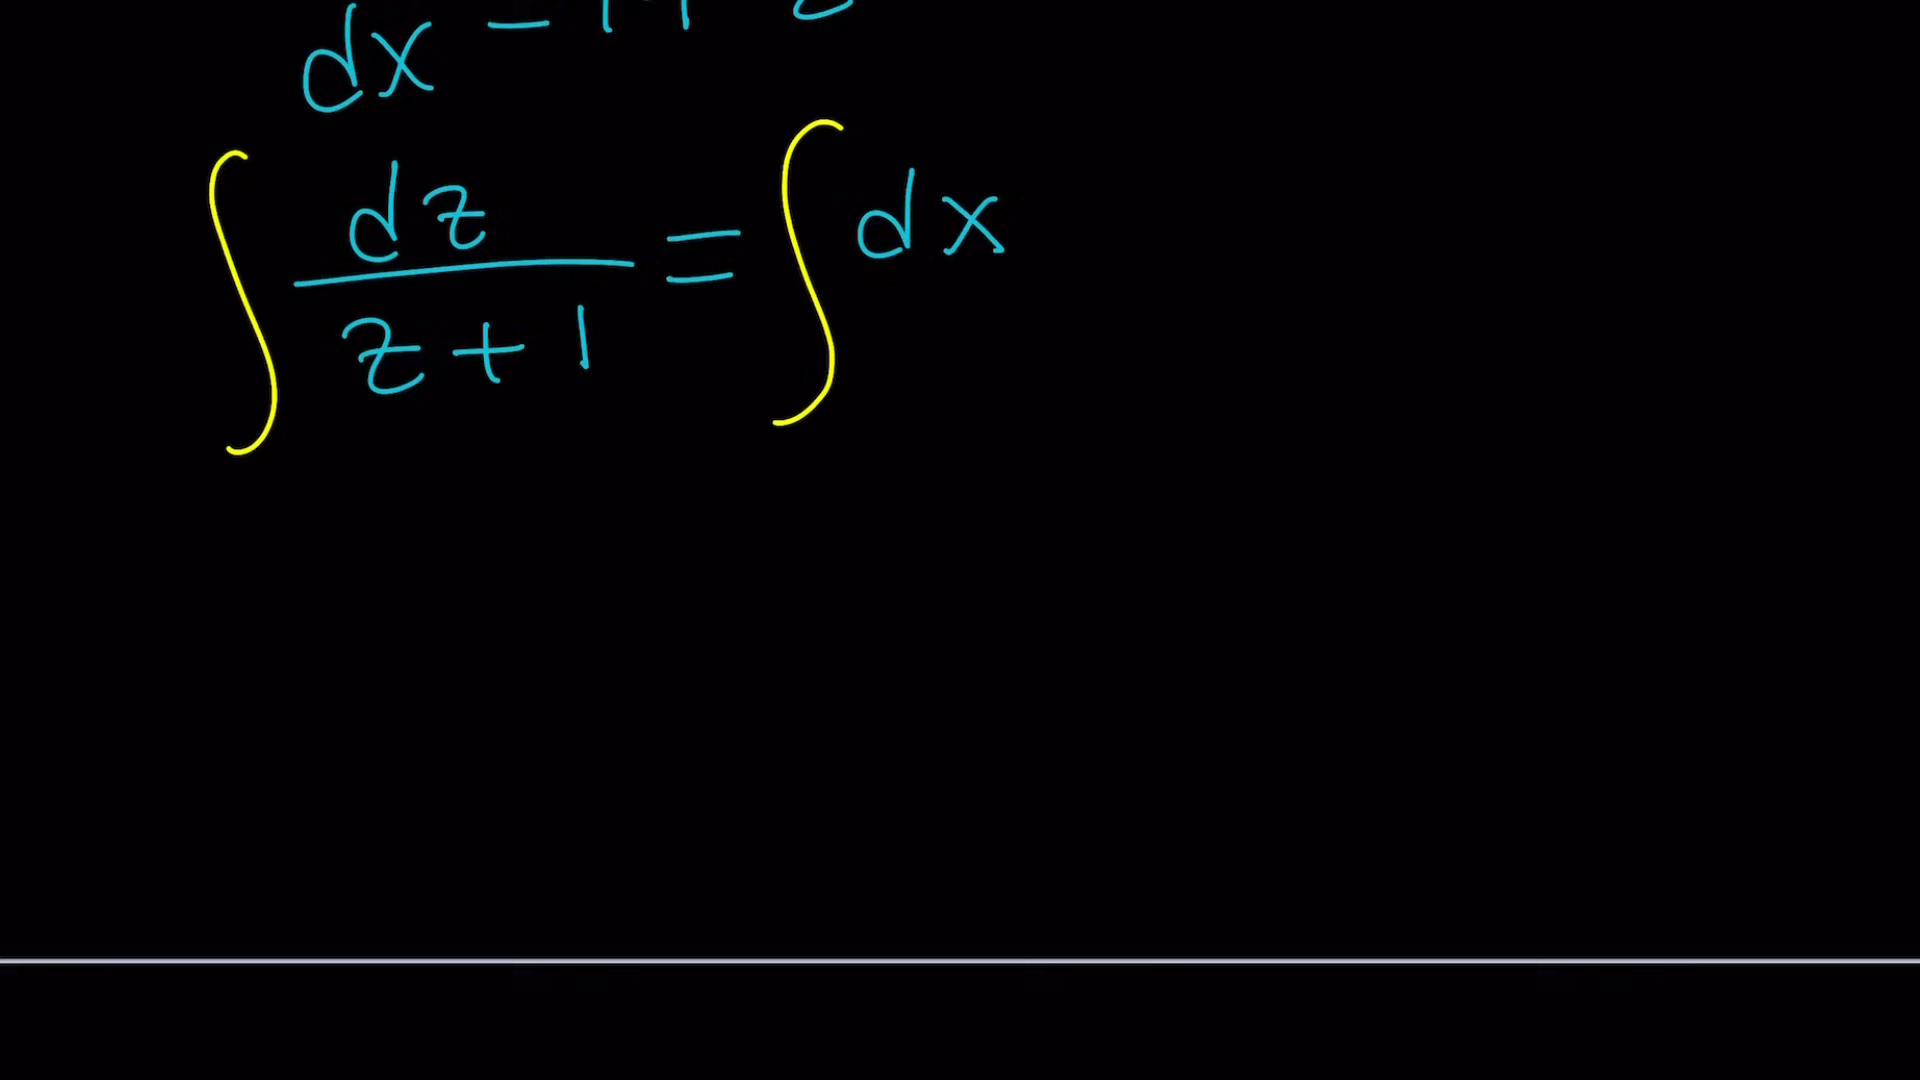 dx
∫ dz / z + 1 = ∫ dx